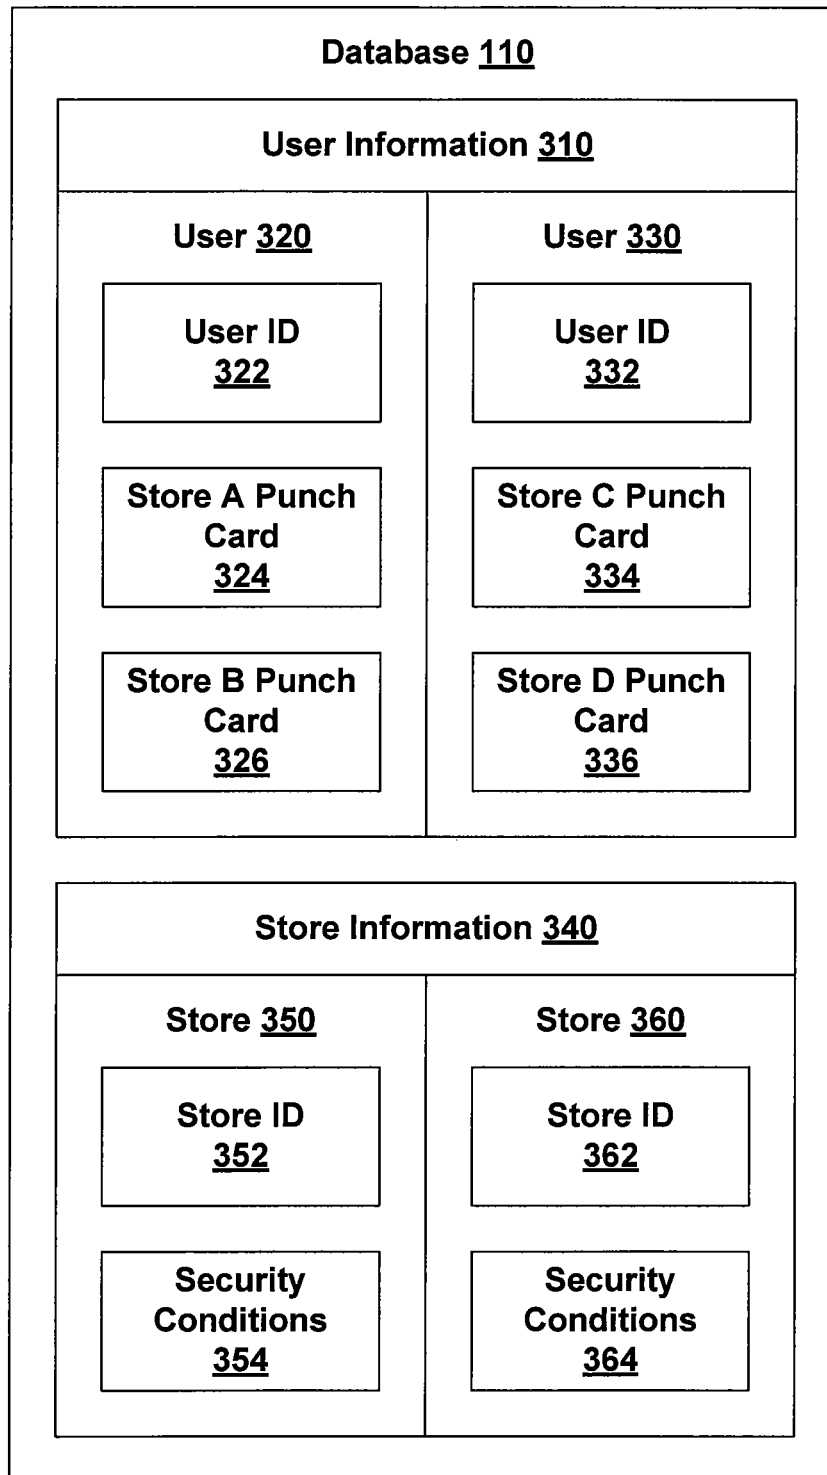 Database 110
User Information 310
User 320
User ID
322
Store A Punch
Card
324
Store B Punch
Card
326
User 330
User ID
332
Store C Punch
Card
334
Store D Punch
Card
336
Store Information 340
Store 350
Store ID
352
Security
Conditions
354
Store 360
Store ID
362
Security
Conditions
364